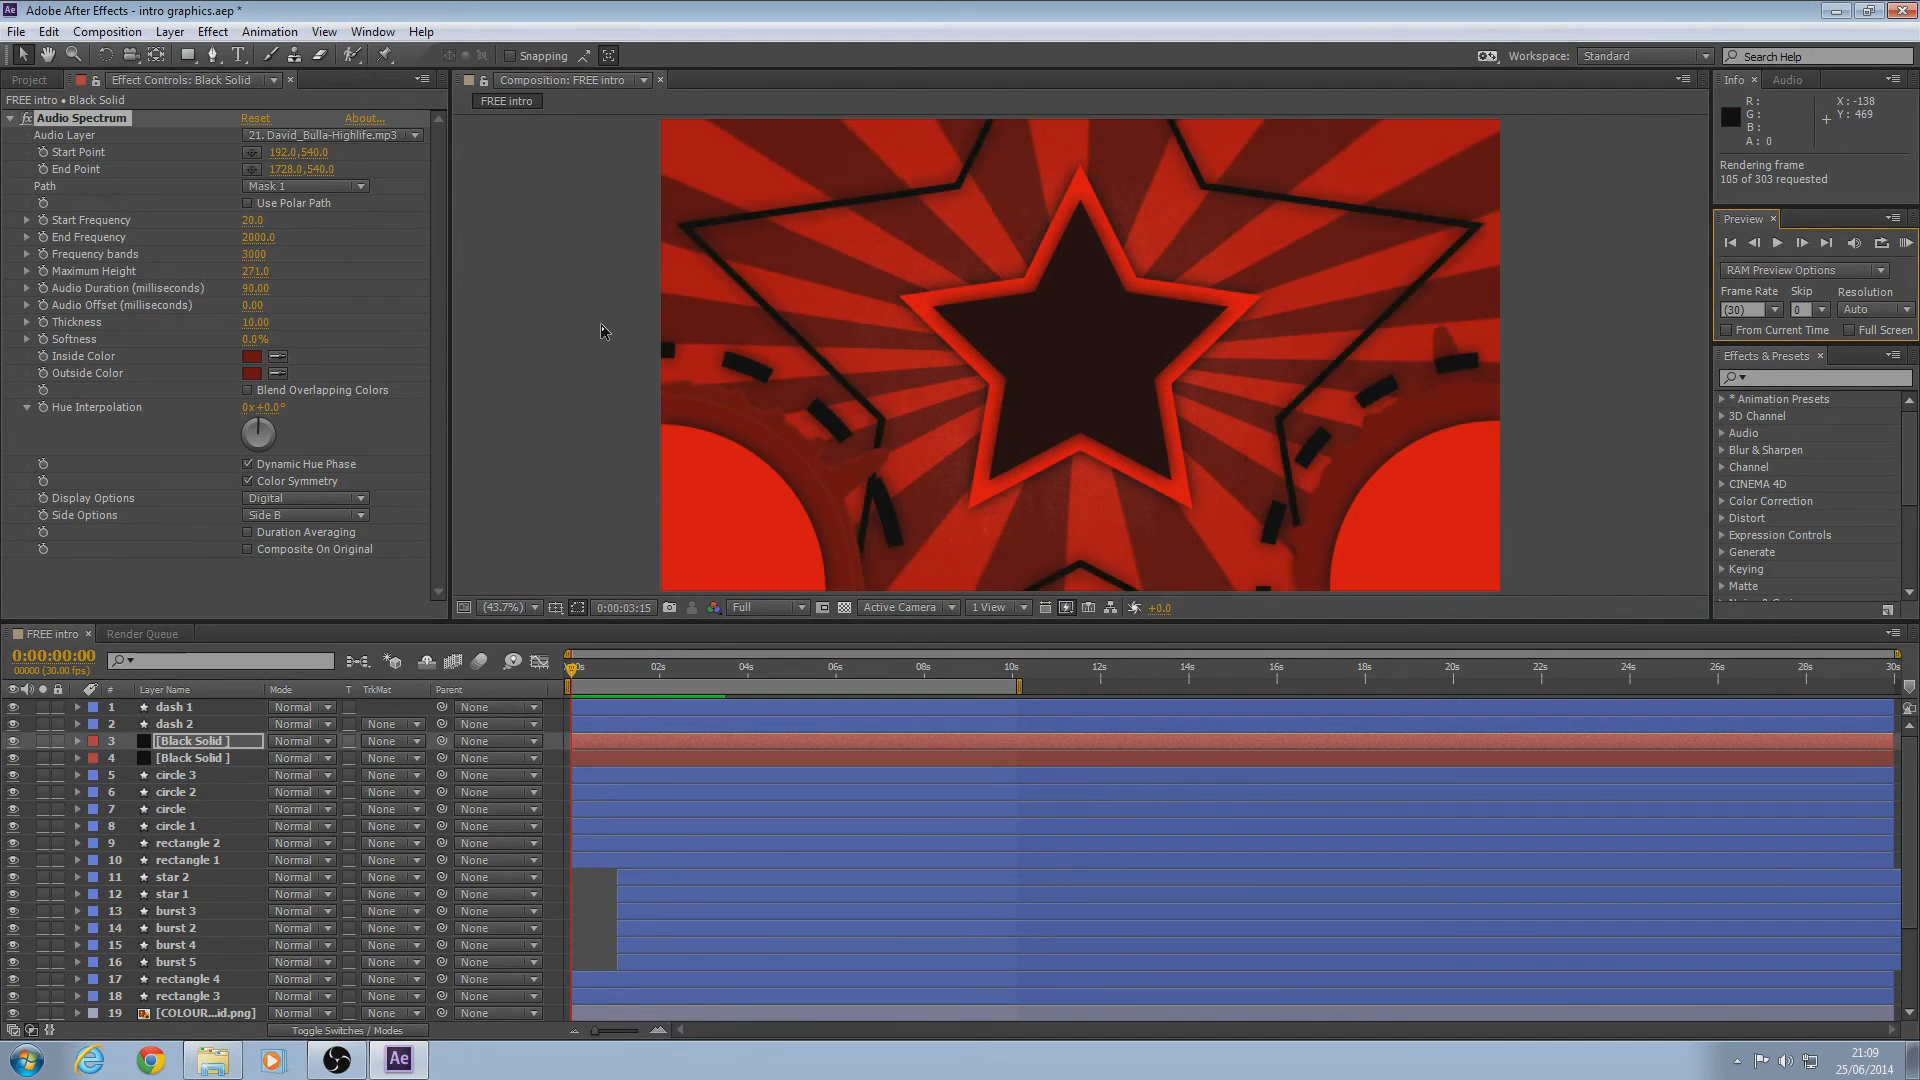 Adobe After Effects - intro graphics.aep *
File Edit Composition Layer Effect Animation View Window Help
Snapping
Workspace: Standard
Search Help
Project Effect Controls: Black Solid
FREE intro • Black Solid
fx Audio Spectrum Reset About...
Audio Layer 21. David_Bulla-Highlife.mp3
Start Point 192.0,540.0
End Point 1728.0,540.0
Path Mask 1
Use Polar Path
Start Frequency 20.0
End Frequency 2000.0
Frequency bands 3000
Maximum Height 271.0
Audio Duration (milliseconds) 90.00
Audio Offset (milliseconds) 0.00
Thickness 10.00
Softness 0.0%
Inside Color
Outside Color
Blend Overlapping Colors
Hue Interpolation 0x+0.0°
Dynamic Hue Phase
Color Symmetry
Display Options Digital
Side Options Side B
Duration Averaging
Composite On Original
Composition: FREE intro
FREE intro
(43.7%) 0:00:03:15 Full Active Camera 1 View +0.0
Info Audio
R: X: -138
G: Y: 469
B:
A: 0
Rendering frame
105 of 303 requested
Preview
RAM Preview Options
Frame Rate Skip Resolution
(30) 0 Auto
From Current Time Full Screen
Effects & Presets
* Animation Presets
3D Channel
Audio
Blur & Sharpen
Channel
CINEMA 4D
Color Correction
Distort
Expression Controls
Generate
Keying
Matte
FREE intro Render Queue
0:00:00:00
00000 (30.00 fps)
02s 04s 06s 08s 10s 12s 14s 16s 18s 20s 22s 24s 26s 28s 30s
# Layer Name Mode T TrkMat Parent
1 dash 1 Normal None
2 dash 2 Normal None None
3 [Black Solid ] Normal None None
4 [Black Solid ] Normal None None
5 circle 3 Normal None None
6 circle 2 Normal None None
7 circle Normal None None
8 circle 1 Normal None None
9 rectangle 2 Normal None None
10 rectangle 1 Normal None None
11 star 2 Normal None None
12 star 1 Normal None None
13 burst 3 Normal None None
14 burst 2 Normal None None
15 burst 4 Normal None None
16 burst 5 Normal None None
17 rectangle 4 Normal None None
18 rectangle 3 Normal None None
19 [COLOUR...id.png] Normal None None
Toggle Switches / Modes
Ae
21:09
25/06/2014